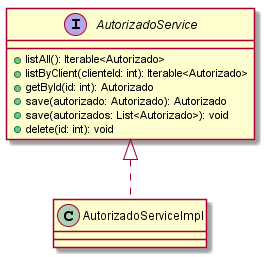 I AutorizadoService
listAll(): Iterable<Autorizado>
listByClient(clienteId: int): Iterable<Autorizado>
getById(id: int): Autorizado
save(autorizado: Autorizado): Autorizado
save(autorizados: List<Autorizado>): void
delete(id: int): void
C AutorizadoServiceImpl